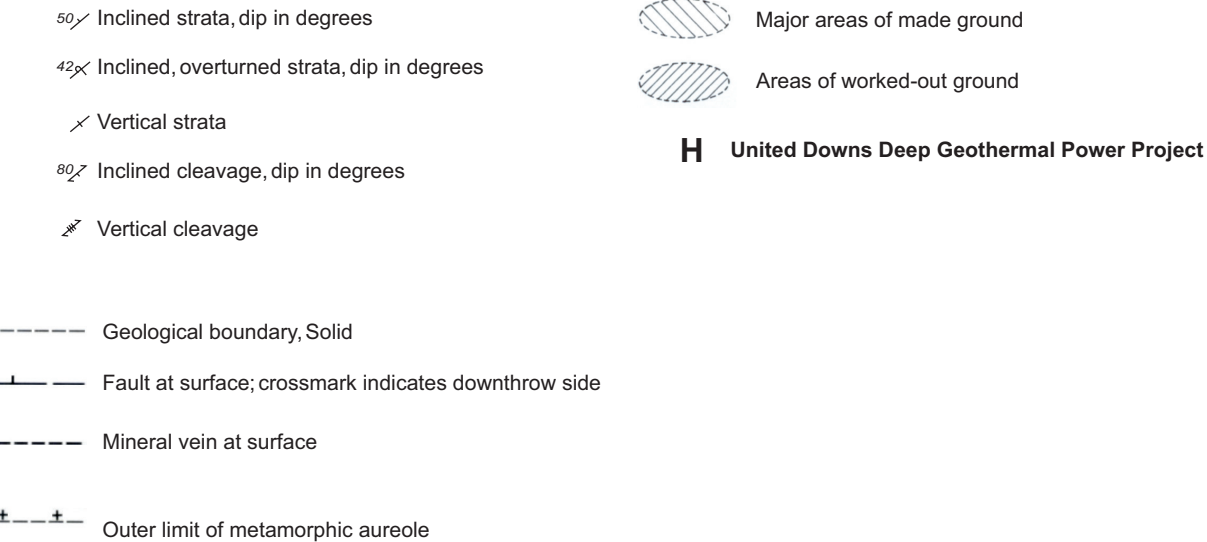 50 Inclined strata, dip in degrees
42 Inclined, overturned strata, dip in degrees
Vertical strata
80 Inclined cleavage, dip in degrees
Vertical cleavage
Geological boundary, Solid
Fault at surface; crossmark indicates downthrow side
Mineral vein at surface
Outer limit of metamorphic aureole
Major areas of made ground
Areas of worked-out ground
H United Downs Deep Geothermal Power Project